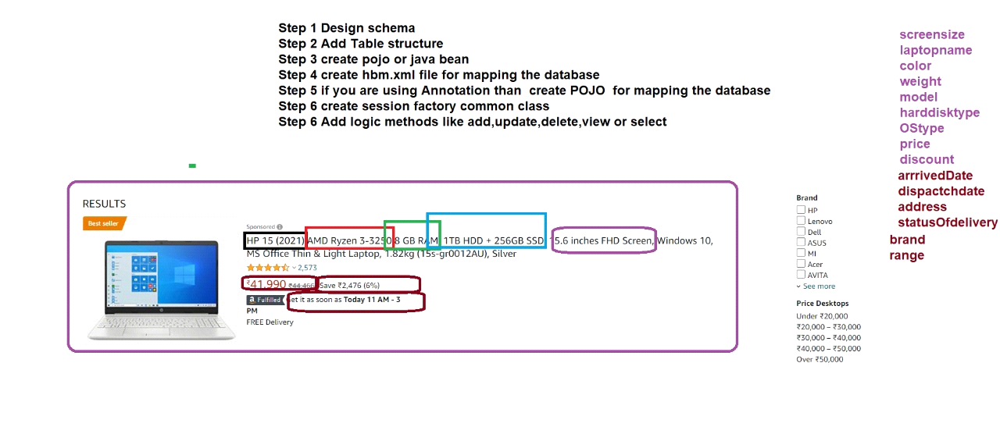 Step 1 Design schema
Step 2 Add Table structure
Step 3 create pojo or java bean
Step 4 create hbm.xml file for mapping the database
Step 5 if you are using Annotation than create POJO for mapping the database
Step 6 create session factory common class
Step 6 Add logic methods like add,update,delete,view or select
screensize
laptopname
color
weight
model
harddisktype
OStype
price
discount
arrrivedDate
dispactchdate
address
statusOfdelivery
brand
range
RESULTS
Best seller
Sponsored
HP 15 (2021) AMD Ryzen 3-3250 8 GB RAM 1TB HDD + 256GB SSD, 15.6 inches FHD Screen, Windows 10,
MS Office Thin & Light Laptop, 1.82kg (15s-gr0012AU), Silver
2,573
₹41,990 ₹44,466 Save ₹2,476 (6%)
Fulfilled Get it as soon as Today 11 AM - 3
PM
FREE Delivery
Brand
HP
Lenovo
Dell
ASUS
MI
Acer
AVITA
See more
Price Desktops
Under ₹20,000
₹20,000 – ₹30,000
₹30,000 – ₹40,000
₹40,000 – ₹50,000
Over ₹50,000